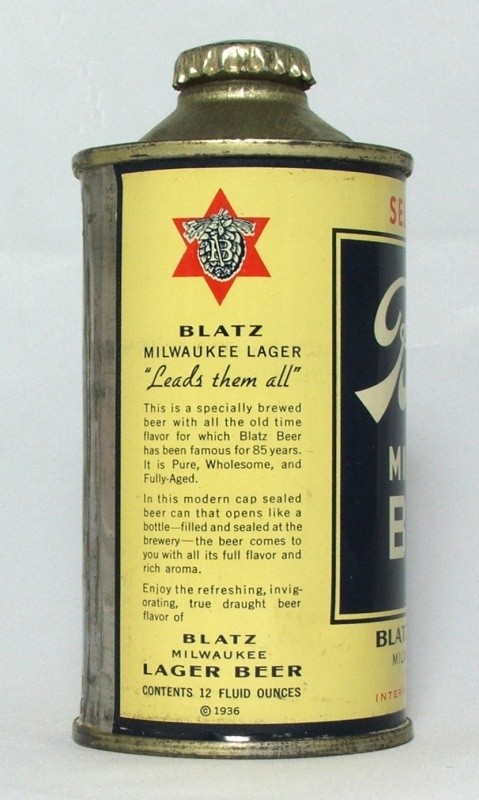 B
BLATZ
MILWAUKEE LAGER
"Leads them all"
This is a specially brewed
beer with all the old time
flavor for which Blatz Beer
has been famous for 85 years.
It is Pure, Wholesome, and
Fully-Aged.
In this modern cap sealed
beer can that opens like a
bottle—filled and sealed at the
brewery—the beer comes to
you with all its full flavor and
rich aroma.
Enjoy the refreshing, invig-
orating, true draught beer
flavor of
BLATZ
MILWAUKEE
LAGER BEER
CONTENTS 12 FLUID OUNCES
© 1936
SE
M
B
BLAT
MIL
INTER